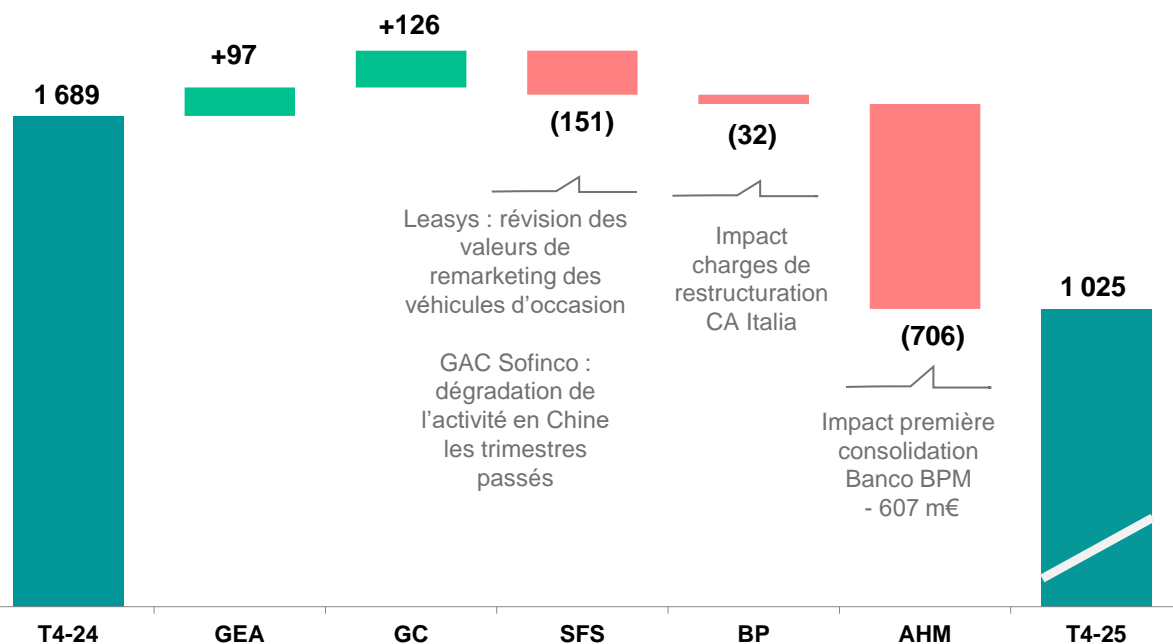 +126
+97
1 689
(151)
(32)
Leasys : révision des
valeurs de
remarketing des
véhicules d'occasion
GAC Sofinco :
dégradation de
l'activité en Chine
les trimestres
passés
Impact
charges de
restructuration
CA Italia
(706)
Impact première
consolidation
Banco BPM
- 607 m€
1 025
T4-24 GEA GC SFS BP AHM T4-25